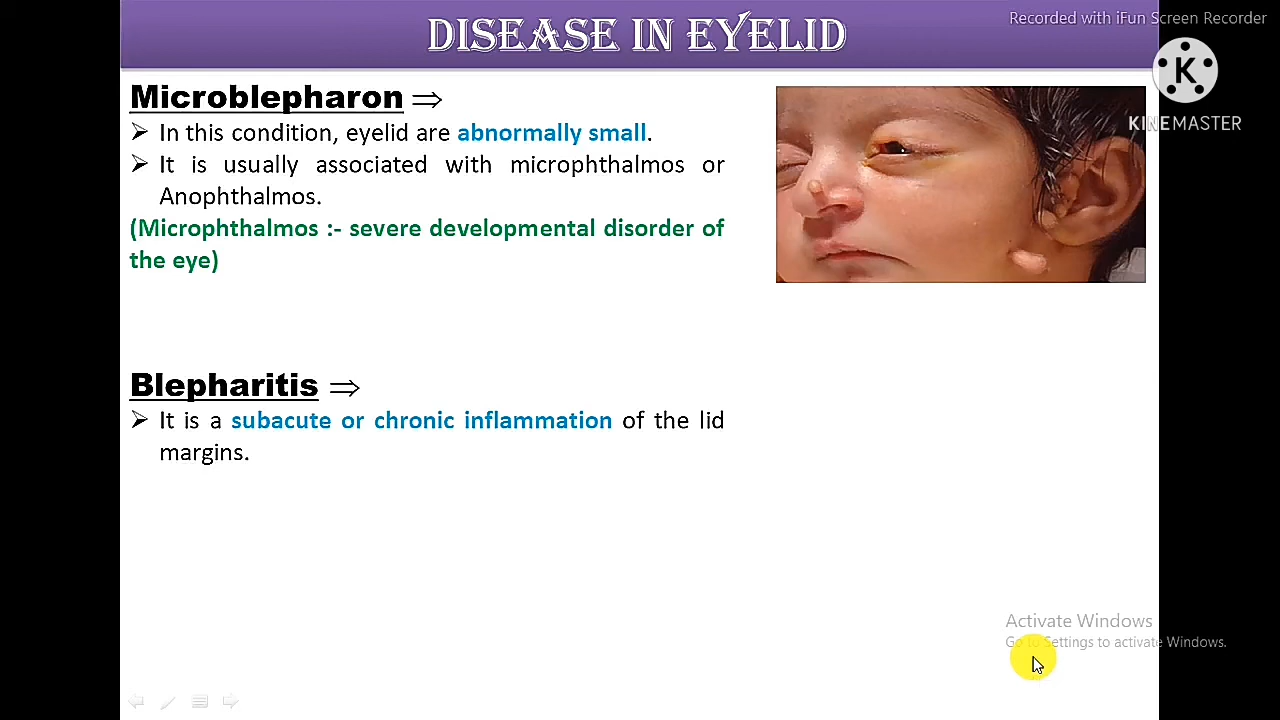 DISEASE IN EYELID
Recorded with iFun Screen Recorder
K
KINEMASTER
Microblepharon ⇒
➢ In this condition, eyelid are abnormally small.
➢ It is usually associated with microphthalmos or
Anophthalmos.
(Microphthalmos :- severe developmental disorder of
the eye)
Blepharitis ⇒
➢ It is a subacute or chronic inflammation of the lid
margins.
Activate Windows
Go to Settings to activate Windows.